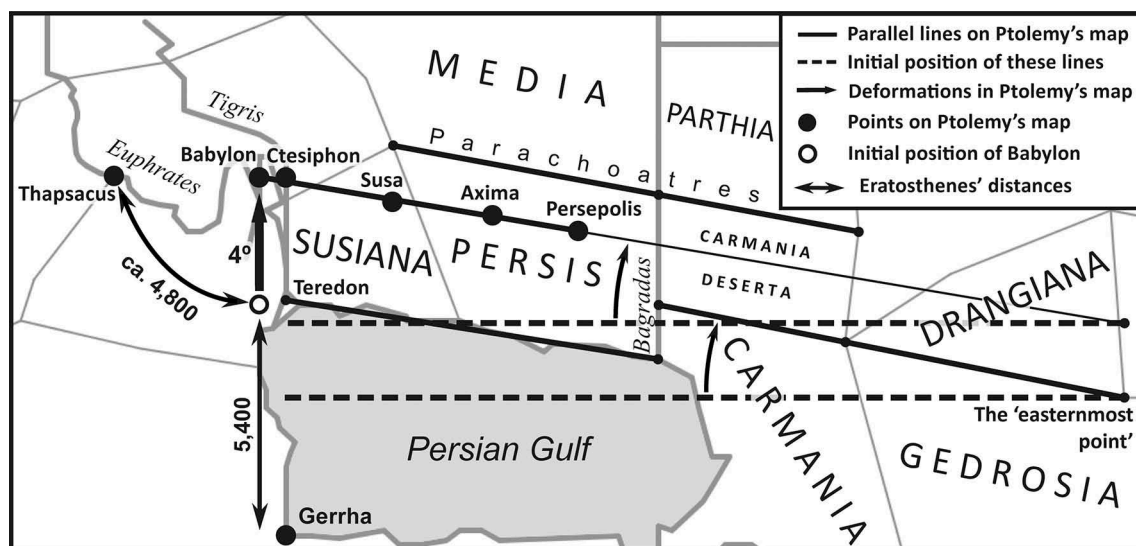 Parallel lines on Ptolemy's map
Initial position of these lines
Deformations in Ptolemy's map
Points on Ptolemy's map
Initial position of Babylon
Eratosthenes' distances
MEDIA
PARTHIA
Tigris
Parachoatres
Euphrates
Babylon
Ctesiphon
Thapsacus
Susa
Axima
Persepolis
CARMANIA
DESERTA
4º
SUSIANA
PERSIS
ca. 4,800
Teredon
Bagradas
DRANGIANA
CARMANIA
5,400
The 'easternmost
point'
Persian Gulf
GEDROSIA
Gerrha